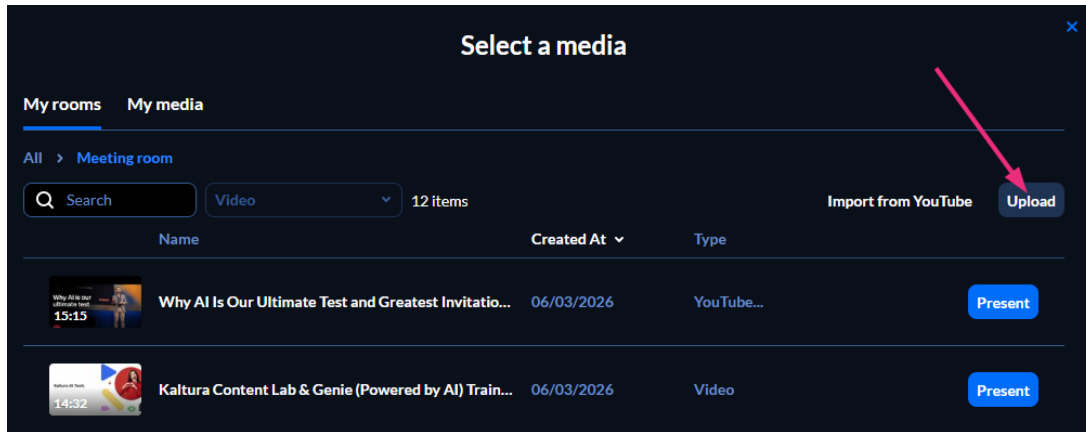 Select a media
×
My rooms My media
All > Meeting room
Search Video 12 items Import from YouTube Upload
Name Created At Type
Why AI is our
ultimate test
15:15
Why AI Is Our Ultimate Test and Greatest Invitatio... 06/03/2026 YouTube... Present
Kaltura AI Tools
14:32
Kaltura Content Lab & Genie (Powered by AI) Train... 06/03/2026 Video Present